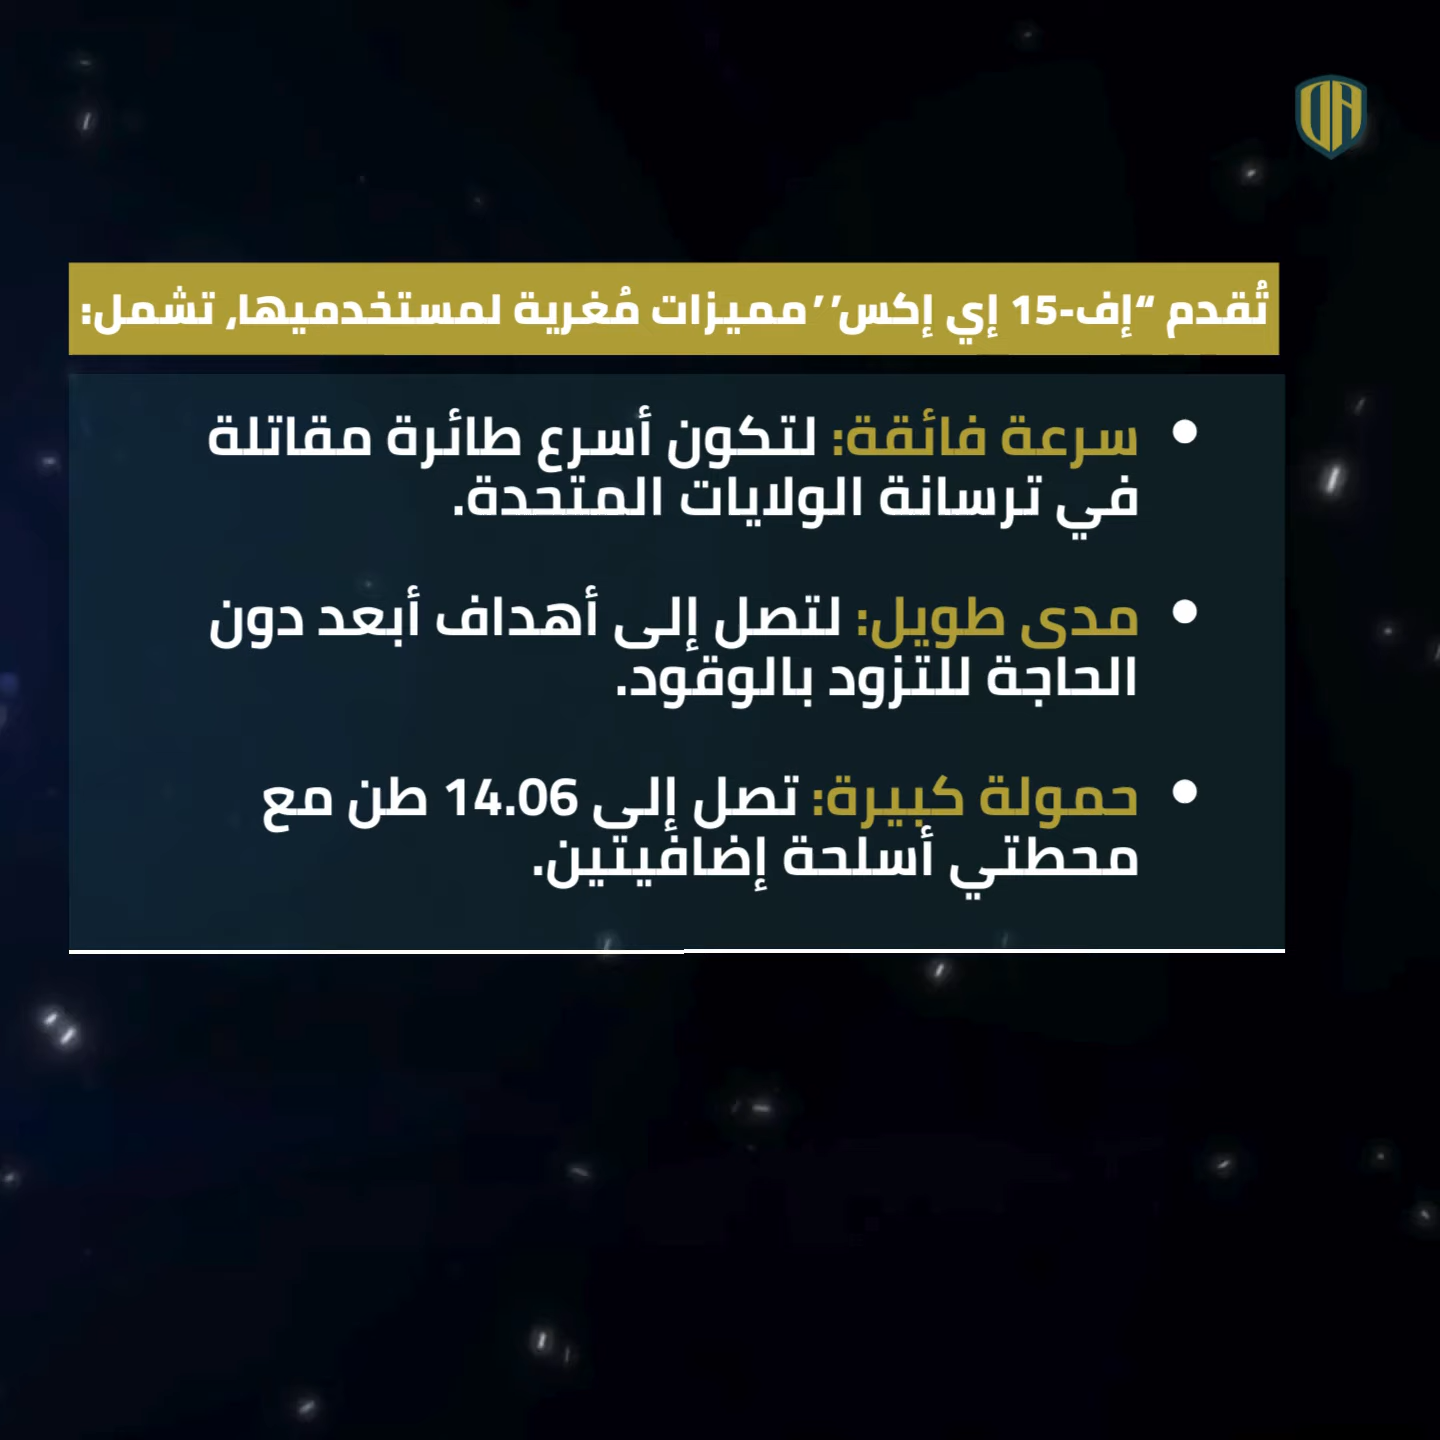 تُقدم “إف-15 إي إكس’’ مميزات مُغرية لمستخدميها، تشمل:
• سرعة فائقة: لتكون أسرع طائرة مقاتلة
في ترسانة الولايات المتحدة.
• مدى طويل: لتصل إلى أهداف أبعد دون
الحاجة للتزود بالوقود.
• حمولة كبيرة: تصل إلى 14.06 طن مع
محطتي أسلحة إضافيتين.